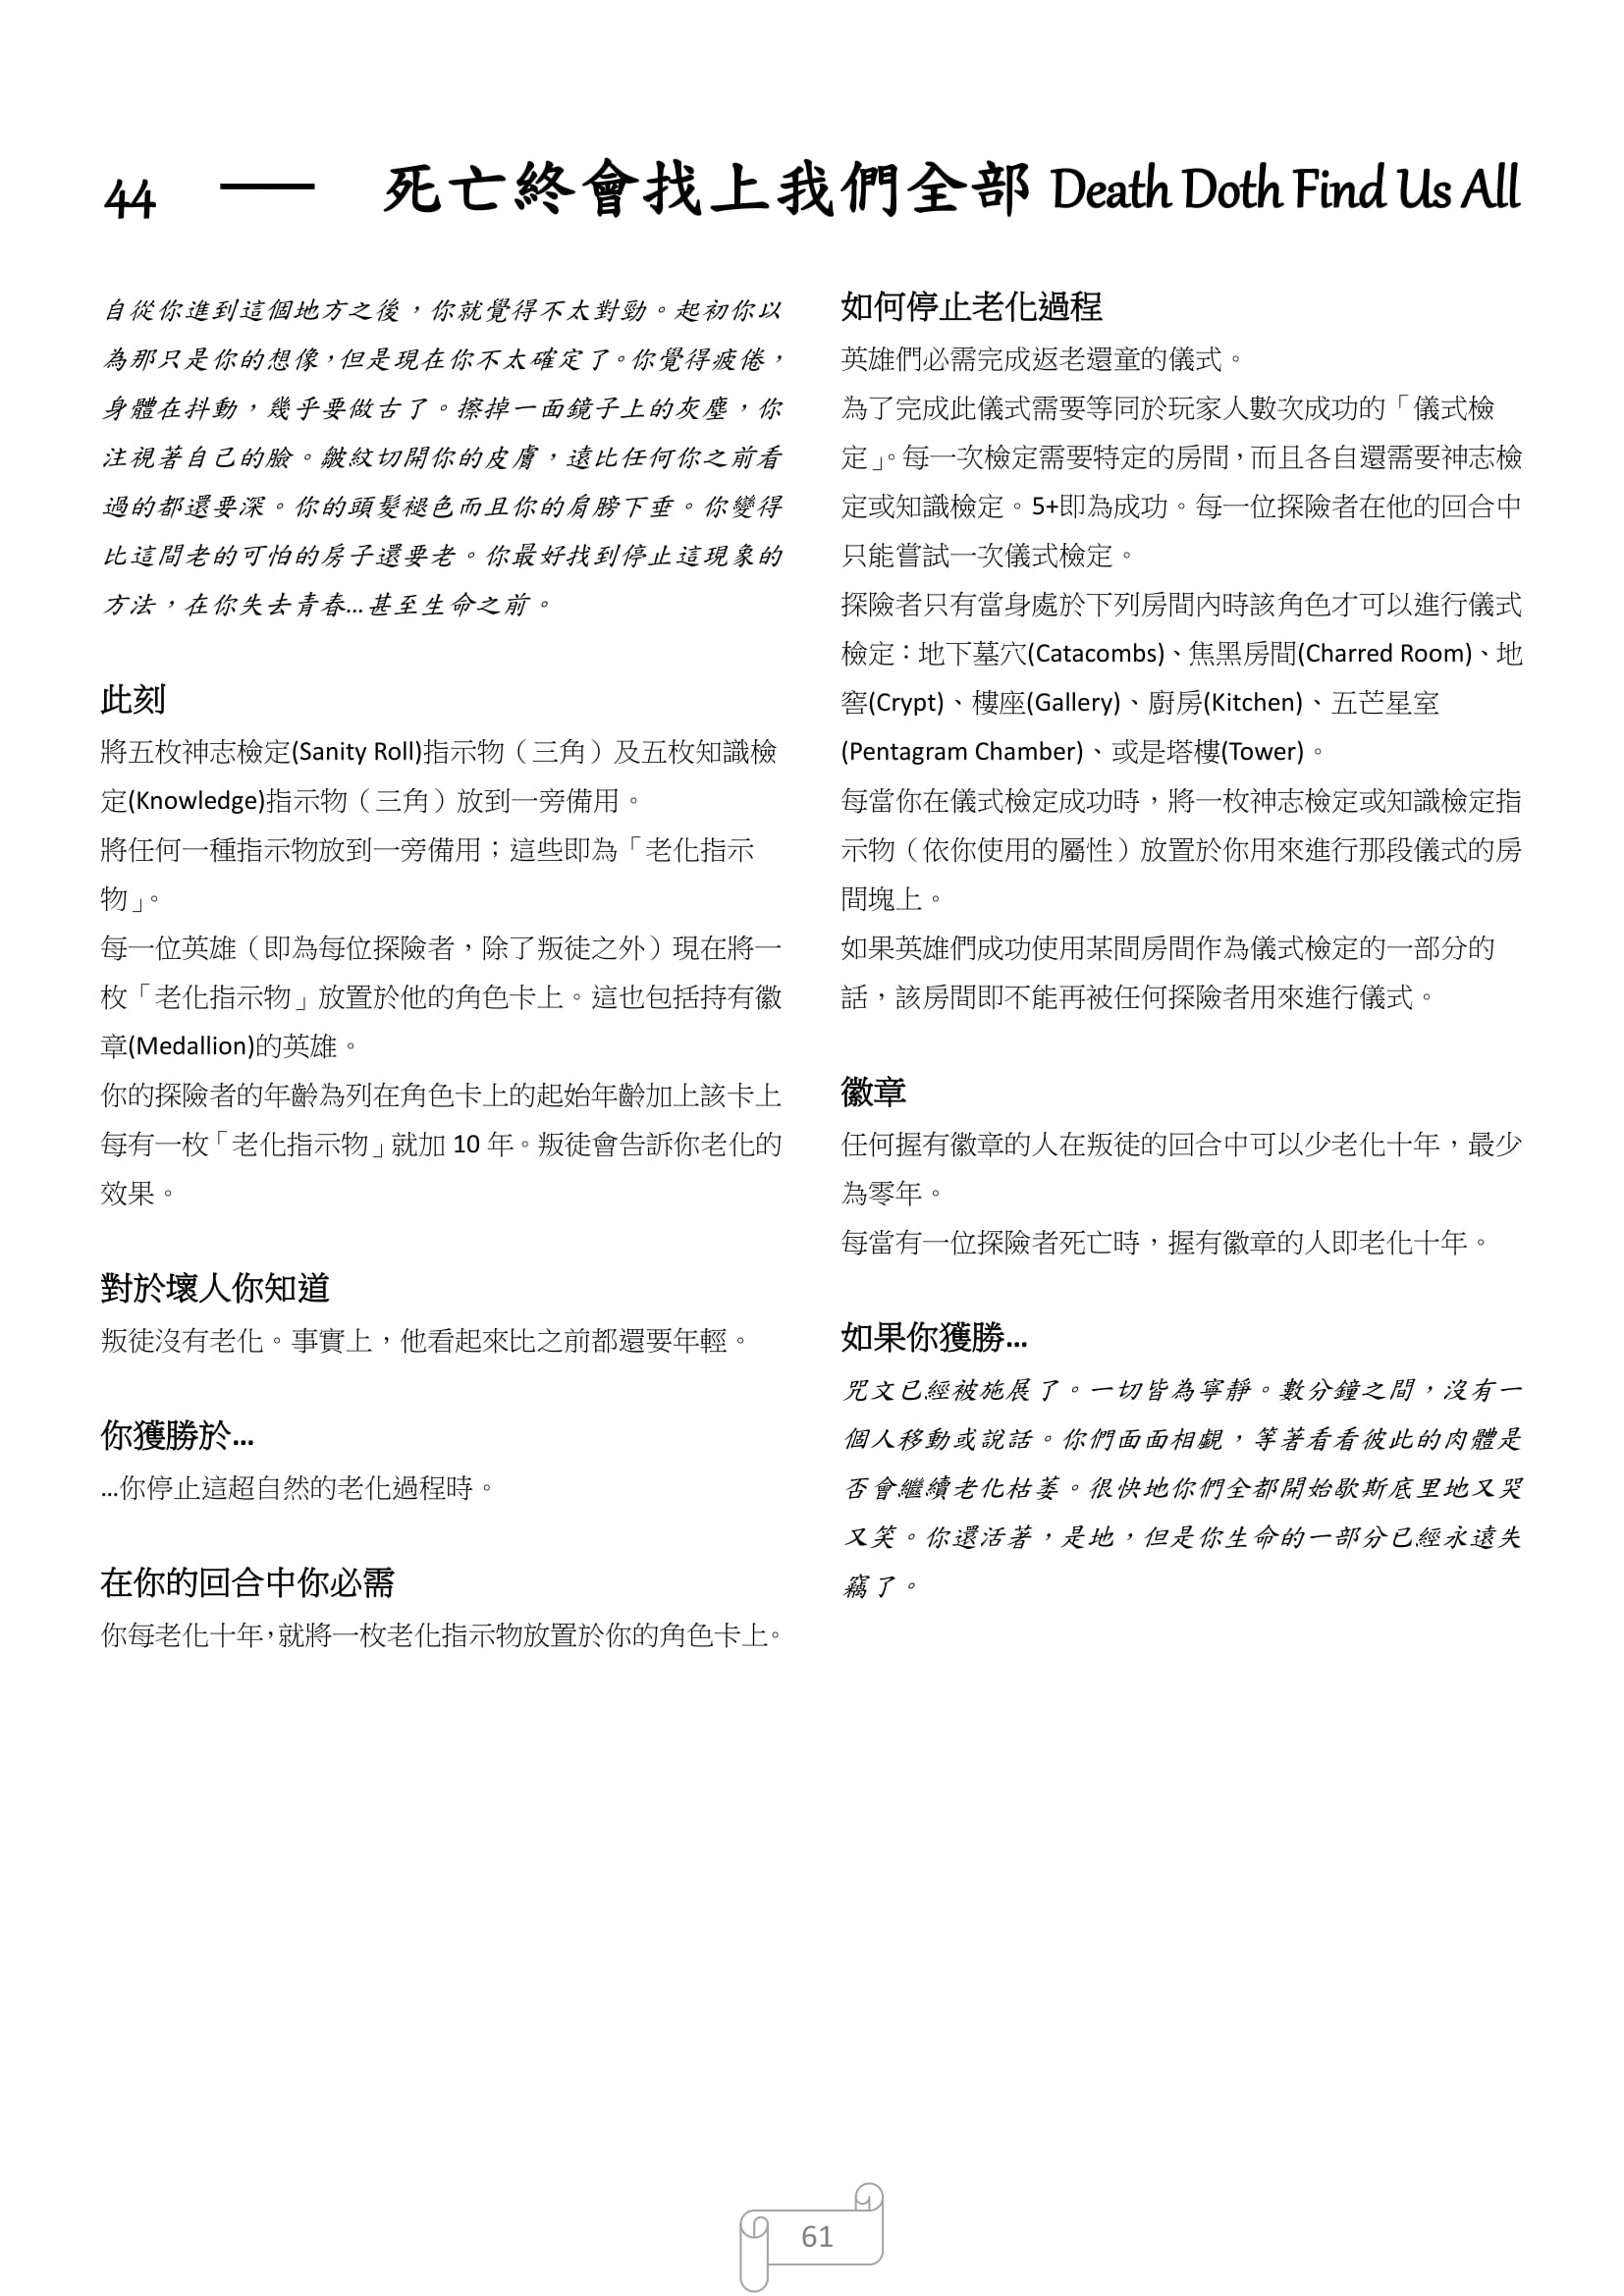 44 — 死亡終會找上我們全部 Death Doth Find Us All
自從你進到這個地方之後，你就覺得不太對勁。起初你以
為那只是你的想像，但是現在你不太確定了。你覺得疲倦，
身體在抖動，幾乎要做古了。擦掉一面鏡子上的灰塵，你
注視著自己的臉。皺紋切開你的皮膚，遠比任何你之前看
過的都還要深。你的頭髮褪色而且你的肩膀下垂。你變得
比這間老的可怕的房子還要老。你最好找到停止這現象的
方法，在你失去青春…甚至生命之前。
此刻
將五枚神志檢定(Sanity Roll)指示物（三角）及五枚知識檢
定(Knowledge)指示物（三角）放到一旁備用。
將任何一種指示物放到一旁備用；這些即為「老化指示
物」。
每一位英雄（即為每位探險者，除了叛徒之外）現在將一
枚「老化指示物」放置於他的角色卡上。這也包括持有徽
章(Medallion)的英雄。
你的探險者的年齡為列在角色卡上的起始年齡加上該卡上
每有一枚「老化指示物」就加 10 年。叛徒會告訴你老化的
效果。
對於壞人你知道
叛徒沒有老化。事實上，他看起來比之前都還要年輕。
你獲勝於…
…你停止這超自然的老化過程時。
在你的回合中你必需
你每老化十年，就將一枚老化指示物放置於你的角色卡上。
如何停止老化過程
英雄們必需完成返老還童的儀式。
為了完成此儀式需要等同於玩家人數次成功的「儀式檢
定」。每一次檢定需要特定的房間，而且各自還需要神志檢
定或知識檢定。5+即為成功。每一位探險者在他的回合中
只能嘗試一次儀式檢定。
探險者只有當身處於下列房間內時該角色才可以進行儀式
檢定：地下墓穴(Catacombs)、焦黑房間(Charred Room)、地
窖(Crypt)、樓座(Gallery)、廚房(Kitchen)、五芒星室
(Pentagram Chamber)、或是塔樓(Tower)。
每當你在儀式檢定成功時，將一枚神志檢定或知識檢定指
示物（依你使用的屬性）放置於你用來進行那段儀式的房
間塊上。
如果英雄們成功使用某間房間作為儀式檢定的一部分的
話，該房間即不能再被任何探險者用來進行儀式。
徽章
任何握有徽章的人在叛徒的回合中可以少老化十年，最少
為零年。
每當有一位探險者死亡時，握有徽章的人即老化十年。
如果你獲勝…
咒文已經被施展了。一切皆為寧靜。數分鐘之間，沒有一
個人移動或說話。你們面面相覷，等著看看彼此的肉體是
否會繼續老化枯萎。很快地你們全都開始歇斯底里地又哭
又笑。你還活著，是地，但是你生命的一部分已經永遠失
竊了。
61